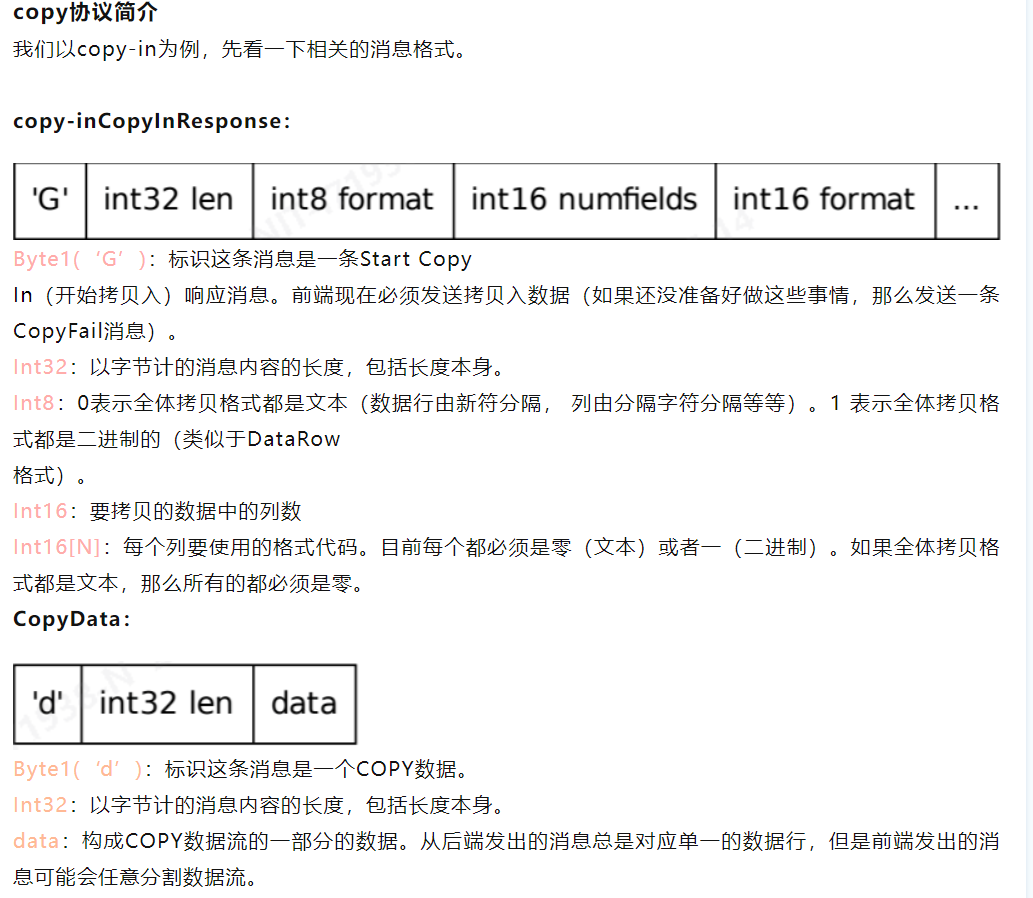 copy协议简介
我们以copy-in为例，先看一下相关的消息格式。
copy-inCopyInResponse：
'G' int32 len int8 format int16 numfields int16 format ...
Byte1(‘G’)：标识这条消息是一条Start Copy
In（开始拷贝入）响应消息。前端现在必须发送拷贝入数据（如果还没准备好做这些事情，那么发送一条
CopyFail消息）。
Int32：以字节计的消息内容的长度，包括长度本身。
Int8：0表示全体拷贝格式都是文本（数据行由新符分隔， 列由分隔字符分隔等等）。1 表示全体拷贝格
式都是二进制的（类似于DataRow
格式）。
Int16：要拷贝的数据中的列数
Int16[N]：每个列要使用的格式代码。目前每个都必须是零（文本）或者一（二进制）。如果全体拷贝格
式都是文本，那么所有的都必须是零。
CopyData：
'd' int32 len data
Byte1(‘d’)：标识这条消息是一个COPY数据。
Int32：以字节计的消息内容的长度，包括长度本身。
data：构成COPY数据流的一部分的数据。从后端发出的消息总是对应单一的数据行，但是前端发出的消
息可能会任意分割数据流。